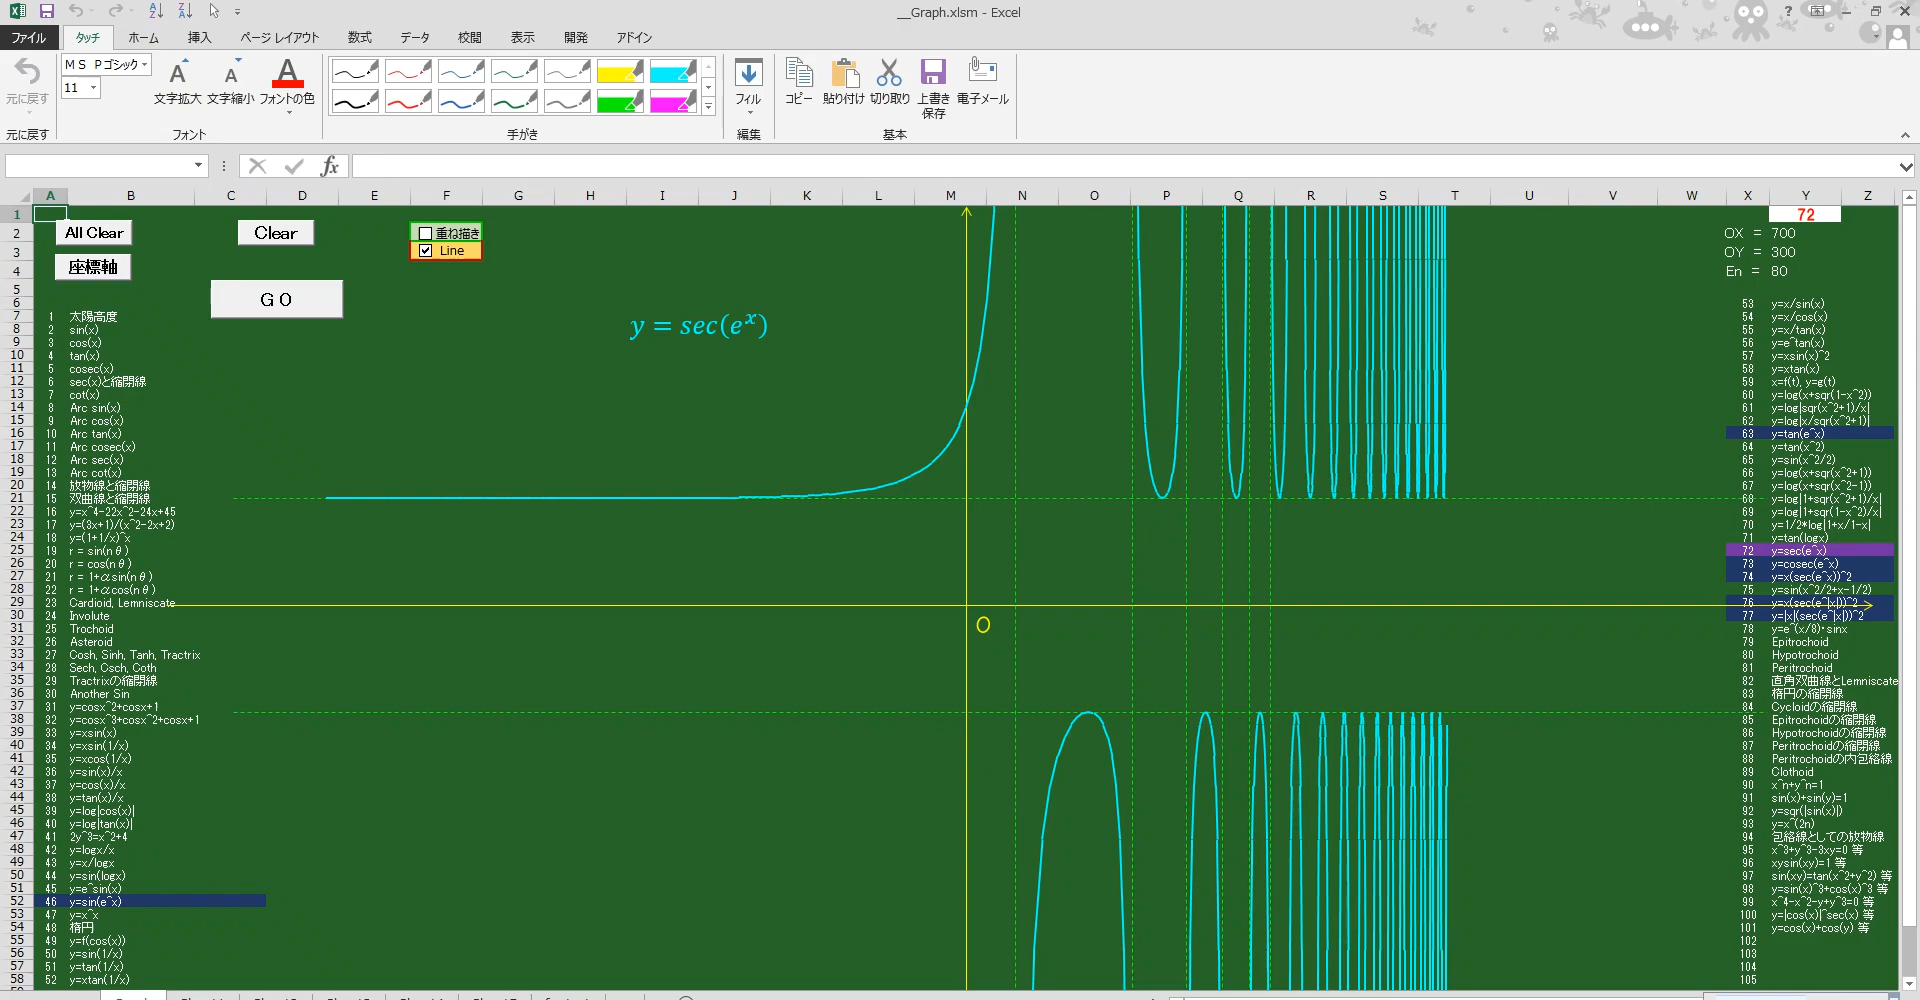 __Graph.xlsm - Excel
ファイル タッチ ホーム 挿入 ページ レイアウト 数式 データ 校閲 表示 開発 アドイン
元に戻す
元に戻す
ＭＳ Ｐゴシック
11
文字拡大 文字縮小 フォントの色
フォント
手がき
フィル
編集
コピー 貼り付け 切り取り 上書き保存 電子メール
基本
fx
A B C D E F G H I J K L M N O P Q R S T U V W X Y Z
All Clear
Clear
座標軸
ＧＯ
重ね描き
Line
y = sec(e^x)
O
72
OX = 700
OY = 300
En = 80
1 太陽高度
2 sin(x)
3 cos(x)
4 tan(x)
5 cosec(x)
6 sec(x)と縮閉線
7 cot(x)
8 Arc sin(x)
9 Arc cos(x)
10 Arc tan(x)
11 Arc cosec(x)
12 Arc sec(x)
13 Arc cot(x)
14 放物線と縮閉線
15 双曲線と縮閉線
16 y=x^4-22x^2-24x+45
17 y=(3x+1)/(x^2-2x+2)
18 y=(1+1/x)^x
19 r = sin(nθ)
20 r = cos(nθ)
21 r = 1+αsin(nθ)
22 r = 1+αcos(nθ)
23 Cardioid, Lemniscate
24 Involute
25 Trochoid
26 Asteroid
27 Cosh, Sinh, Tanh, Tractrix
28 Sech, Csch, Coth
29 Tractrixの縮閉線
30 Another Sin
31 y=cosx^2+cosx+1
32 y=cosx^3+cosx^2+cosx+1
33 y=xsin(x)
34 y=xsin(1/x)
35 y=xcos(1/x)
36 y=sin(x)/x
37 y=cos(x)/x
38 y=tan(x)/x
39 y=log|cos(x)|
40 y=log|tan(x)|
41 2y^3=x^2+4
42 y=logx/x
43 y=x/logx
44 y=sin(logx)
45 y=e^sin(x)
46 y=sin(e^x)
47 y=x^x
48 楕円
49 y=f(cos(x))
50 y=sin(1/x)
51 y=tan(1/x)
52 y=xtan(1/x)
53 y=x/sin(x)
54 y=x/cos(x)
55 y=x/tan(x)
56 y=e^tan(x)
57 y=xsin(x)^2
58 y=xtan(x)
59 x=f(t), y=g(t)
60 y=log(x+sqr(1-x^2))
61 y=log|sqr(x^2+1)/x|
62 y=log|x/sqr(x^2+1)|
63 y=tan(e^x)
64 y=tan(x^2)
65 y=sin(x^2/2)
66 y=log(x+sqr(x^2+1))
67 y=log(x+sqr(x^2-1))
68 y=log|1+sqr(x^2+1)/x|
69 y=log|1+sqr(1-x^2)/x|
70 y=1/2*log|1+x/1-x|
71 y=tan(logx)
72 y=sec(e^x)
73 y=cosec(e^x)
74 y=x(sec(e^x))^2
75 y=sin(x^2/2+x-1/2)
76 y=x(sec(e^|x|))^2
77 y=|x|(sec(e^|x|))^2
78 y=e^(x/8)･sinx
79 Epitrochoid
80 Hypotrochoid
81 Peritrochoid
82 直角双曲線とLemniscate
83 楕円の縮閉線
84 Cycloidの縮閉線
85 Epitrochoidの縮閉線
86 Hypotrochoidの縮閉線
87 Peritrochoidの縮閉線
88 Peritrochoidの内包絡線
89 Clothoid
90 x^n+y^n=1
91 sin(x)+sin(y)=1
92 y=sqr(|sin(x)|)
93 y=x^(2n)
94 包絡線としての放物線
95 x^3+y^3-3xy=0 等
96 xysin(xy)=1 等
97 sin(xy)=tan(x^2+y^2) 等
98 y=sin(x)^3+cos(x)^3 等
99 x^4-x^2-y+y^3=0 等
100 y=|cos(x)|^sec(x) 等
101 y=cos(x)+cos(y) 等
102
103
104
105